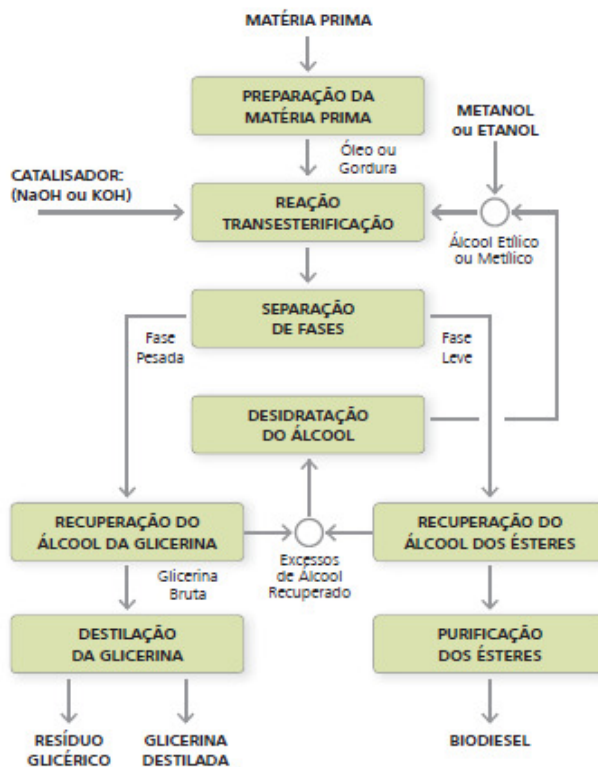 MATÉRIA PRIMA
PREPARAÇÃO DA
MATÉRIA PRIMA
METANOL
ou ETANOL
Óleo ou
Gordura
CATALISADOR:
(NaOH ou KOH)
REAÇÃO
TRANSESTERIFICAÇÃO
Álcool Etílico
ou Metílico
SEPARAÇÃO
DE FASES
Fase
Pesada
Fase
Leve
DESIDRATAÇÃO
DO ÁLCOOL
RECUPERAÇÃO DO
ÁLCOOL DA GLICERINA
RECUPERAÇÃO DO
ÁLCOOL DOS ÉSTERES
Glicerina
Bruta
Excessos
de Álcool
Recuperado
DESTILAÇÃO
DA GLICERINA
PURIFICAÇÃO
DOS ÉSTERES
RESÍDUO
GLICÉRICO
GLICERINA
DESTILADA
BIODIESEL